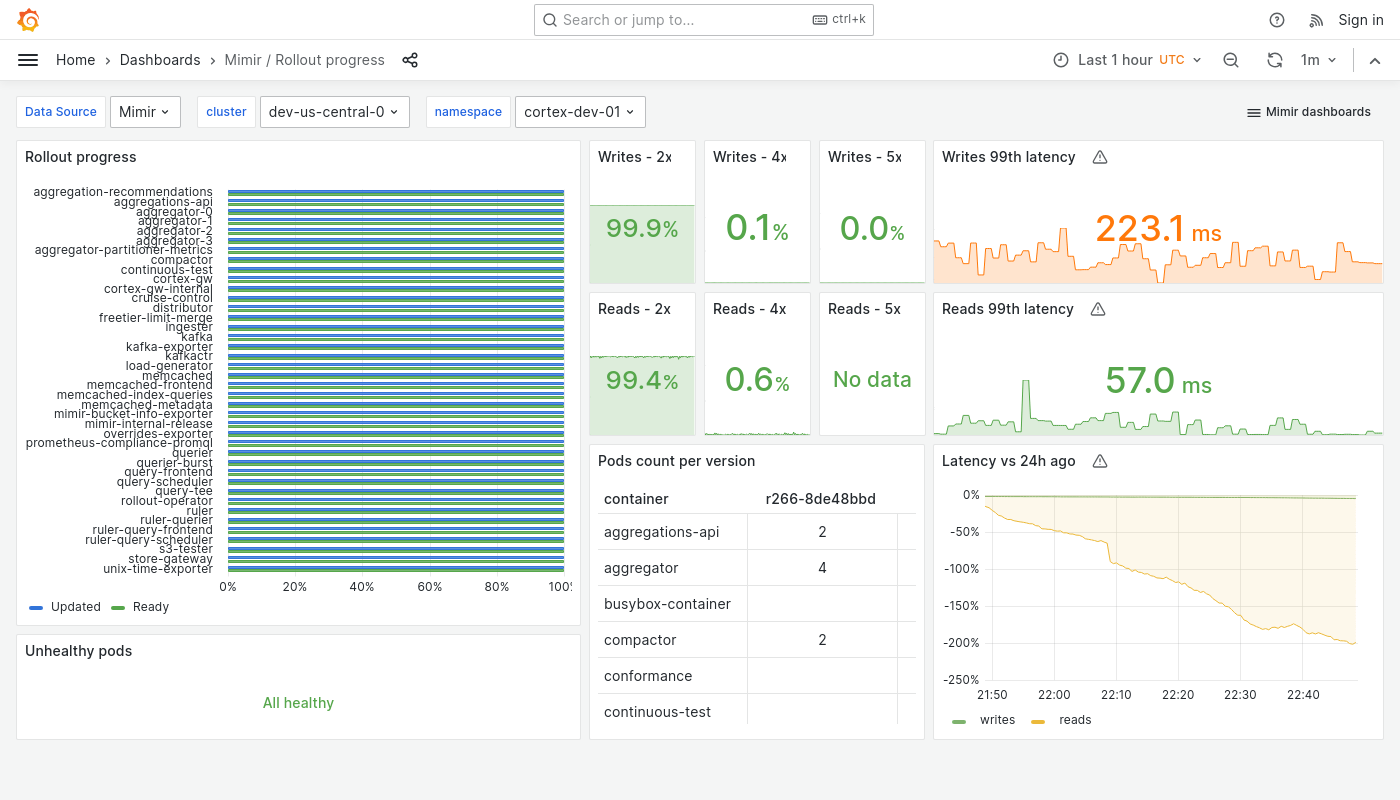 Search or jump to...
ctrl+k
Sign in
Home › Dashboards › Mimir / Rollout progress
Last 1 hour UTC
1m
Data Source
Mimir
cluster
dev-us-central-0
namespace
cortex-dev-01
Mimir dashboards
Rollout progress
aggregation-recommendations
aggregations-api
aggregator-0
aggregator-1
aggregator-2
aggregator-3
aggregator-partitioner-metrics
compactor
continuous-test
cortex-gw
cortex-gw-internal
cruise-control
distributor
freetier-limit-merge
ingester
kafka
kafka-exporter
kafkactr
load-generator
memcached
memcached-frontend
memcached-index-queries
memcached-metadata
mimir-bucket-info-exporter
mimir-internal-release
overrides-exporter
prometheus-compliance-promql
querier
querier-burst
query-frontend
query-scheduler
query-tee
rollout-operator
ruler
ruler-querier
ruler-query-frontend
ruler-query-scheduler
s3-tester
store-gateway
unix-time-exporter
0% 20% 40% 60% 80% 100%
Updated Ready
Unhealthy pods
All healthy
Writes - 2x
99.9%
Writes - 4x
0.1%
Writes - 5x
0.0%
Writes 99th latency
223.1 ms
Reads - 2x
99.4%
Reads - 4x
0.6%
Reads - 5x
No data
Reads 99th latency
57.0 ms
Pods count per version
container r266-8de48bbd
aggregations-api 2
aggregator 4
busybox-container
compactor 2
conformance
continuous-test
Latency vs 24h ago
0%
-50%
-100%
-150%
-200%
-250%
21:50 22:00 22:10 22:20 22:30 22:40
writes reads